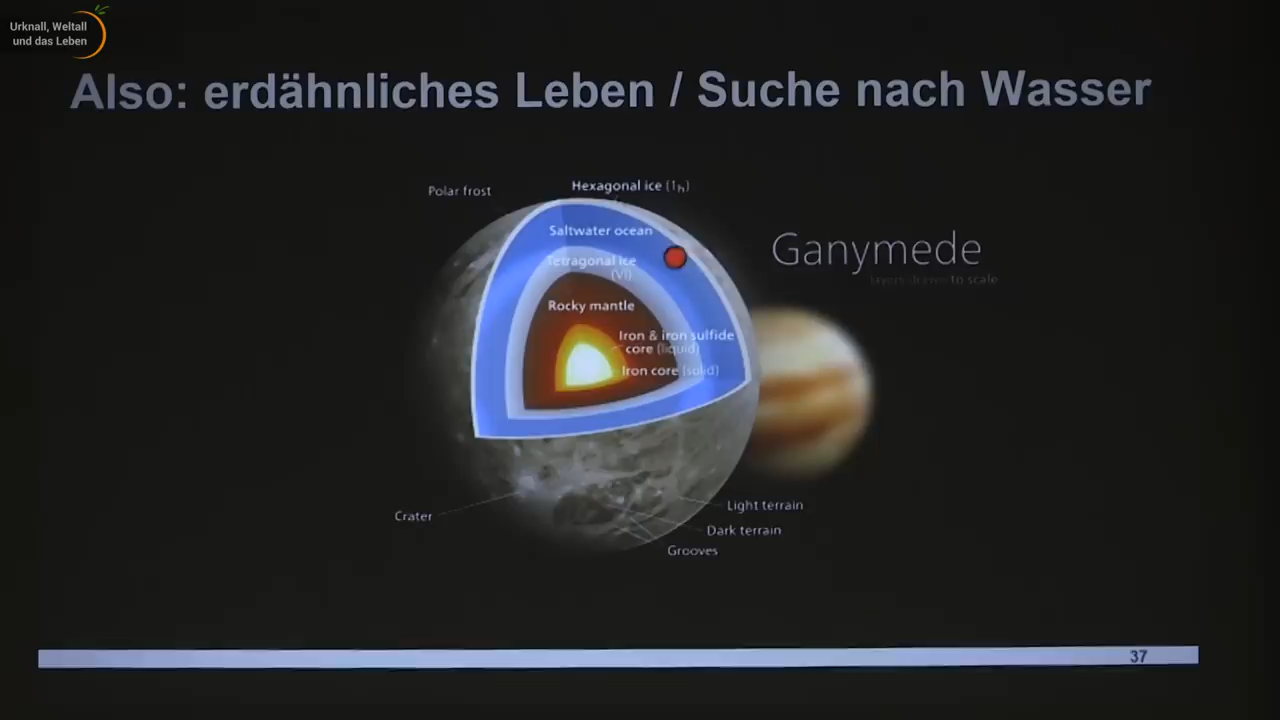 Urknall, Weltall
und das Leben
Also: erdähnliches Leben / Suche nach Wasser
Polar frost
Hexagonal ice (1h)
Saltwater ocean
Tetragonal ice
(VI)
Ganymede
layers drawn to scale
Rocky mantle
Iron & iron sulfide
core (liquid)
Iron core (solid)
Crater
Light terrain
Dark terrain
Grooves
37